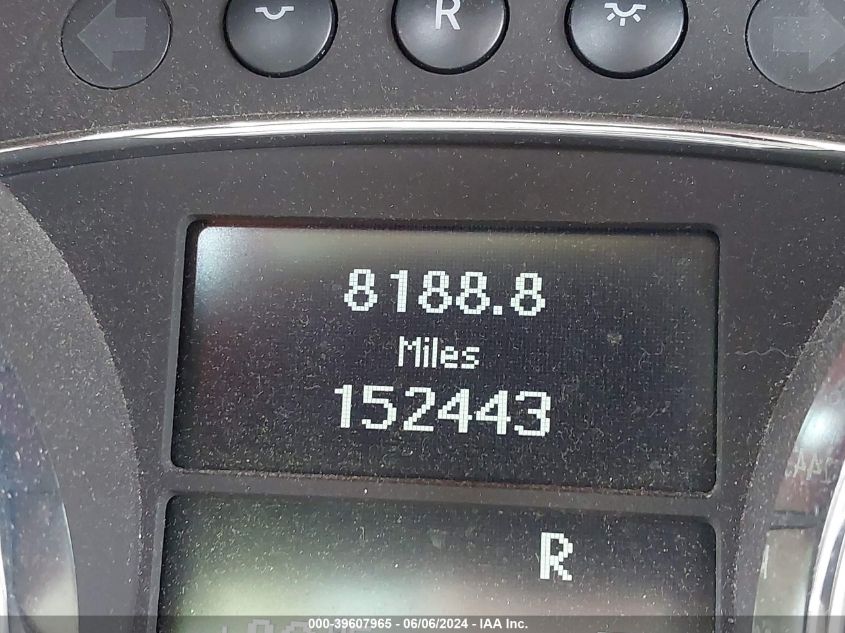 R
8188.8
Miles
152443
R
000-39607965 - 06/06/2024 - IAA Inc.